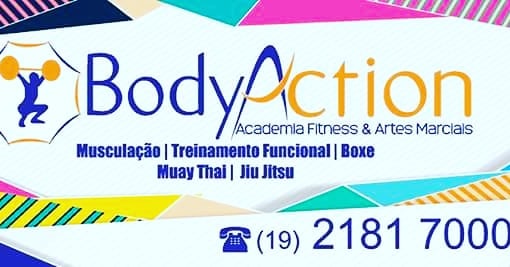 BodyAction
Academia Fitness & Artes Marciais
Musculação | Treinamento Funcional | Boxe
Muay Thai | Jiu Jitsu
☎ (19) 2181 7000